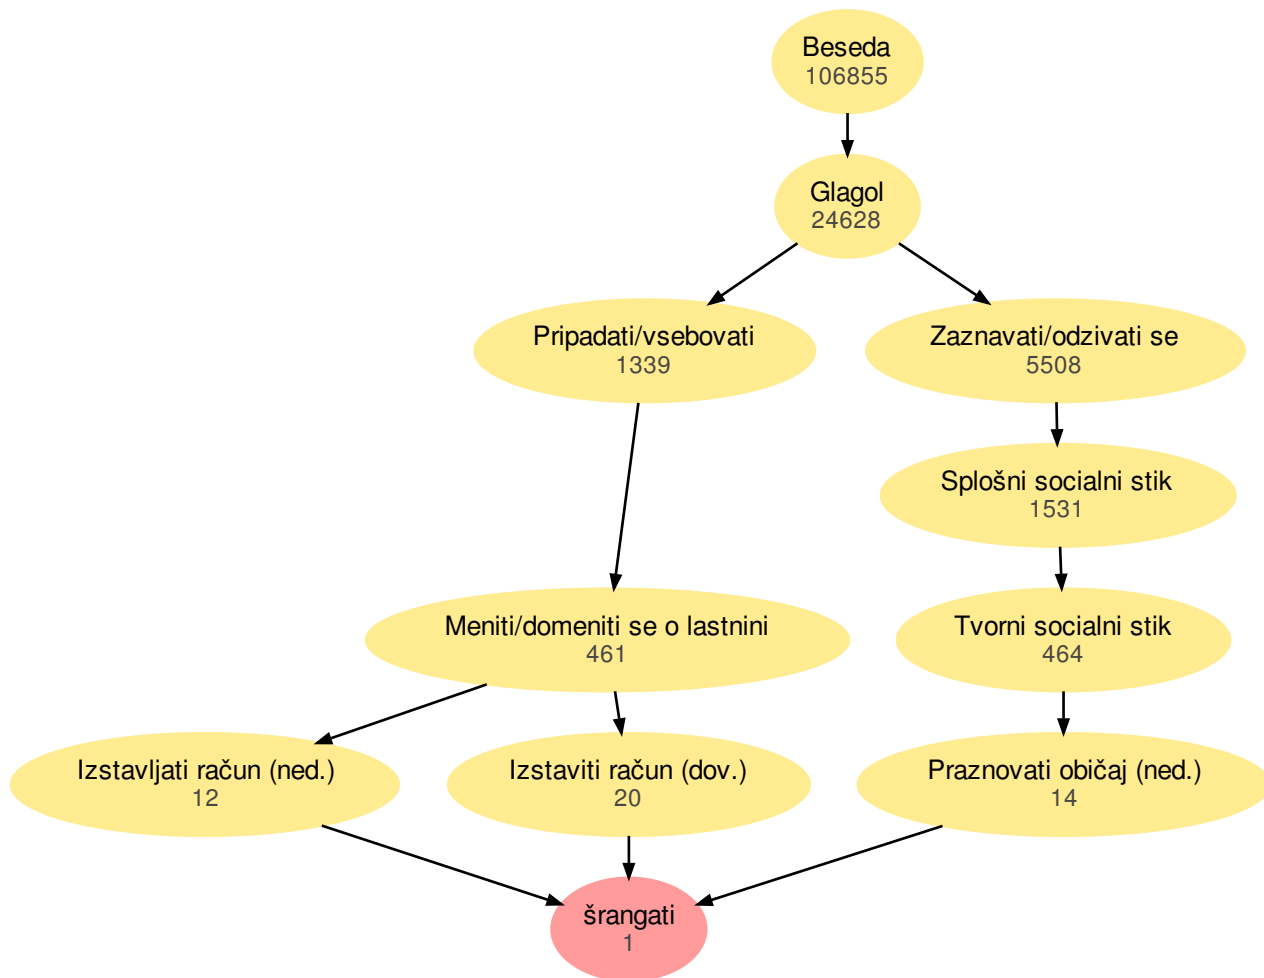 Beseda
106855
Glagol
24628
Pripadati/vsebovati
1339
Zaznavati/odzivati se
5508
Splošni socialni stik
1531
Meniti/domeniti se o lastnini
461
Tvorni socialni stik
464
Izstavljati račun (ned.)
12
Izstaviti račun (dov.)
20
Praznovati običaj (ned.)
14
šrangati
1